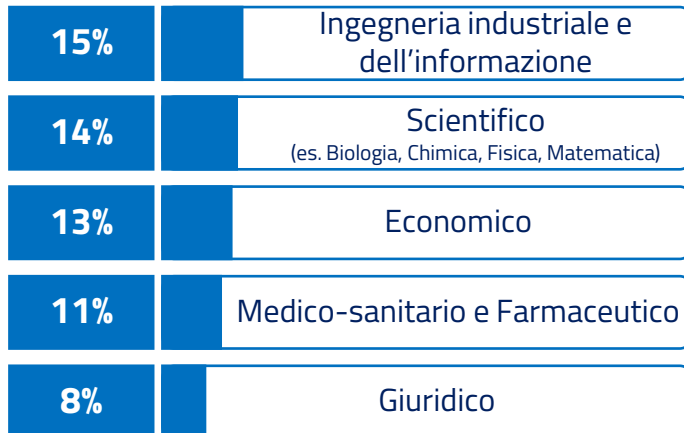 15%
Ingegneria industriale e
dell’informazione
14%
Scientifico
(es. Biologia, Chimica, Fisica, Matematica)
13%
Economico
11%
Medico-sanitario e Farmaceutico
8%
Giuridico